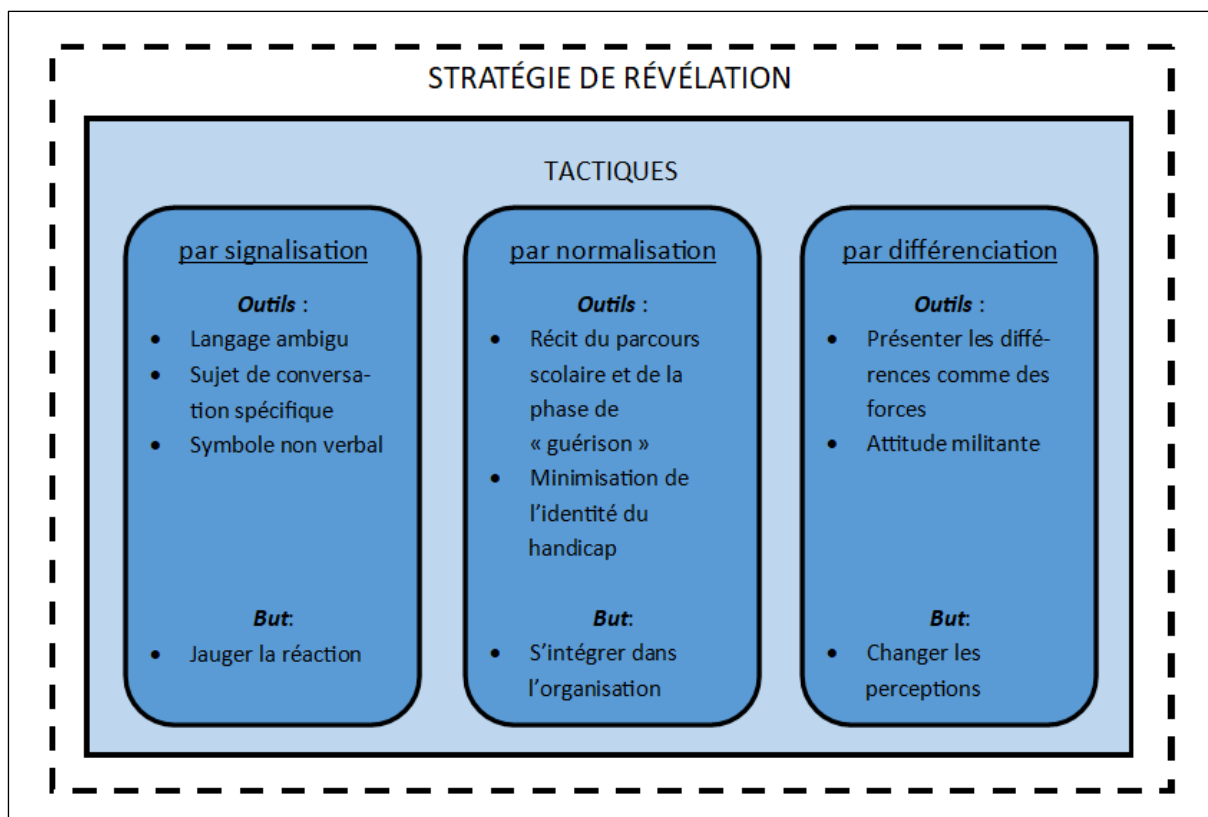 STRATÉGIE DE RÉVÉLATION
TACTIQUES
par signalisation
Outils :
• Langage ambigu
• Sujet de conversa-
tion spécifique
• Symbole non verbal
But:
• Jauger la réaction
par normalisation
Outils :
• Récit du parcours
scolaire et de la
phase de
« guérison »
• Minimisation de
l’identité du
handicap
But:
• S’intégrer dans
l’organisation
par différenciation
Outils :
• Présenter les diffé-
rences comme des
forces
• Attitude militante
But:
• Changer les
perceptions